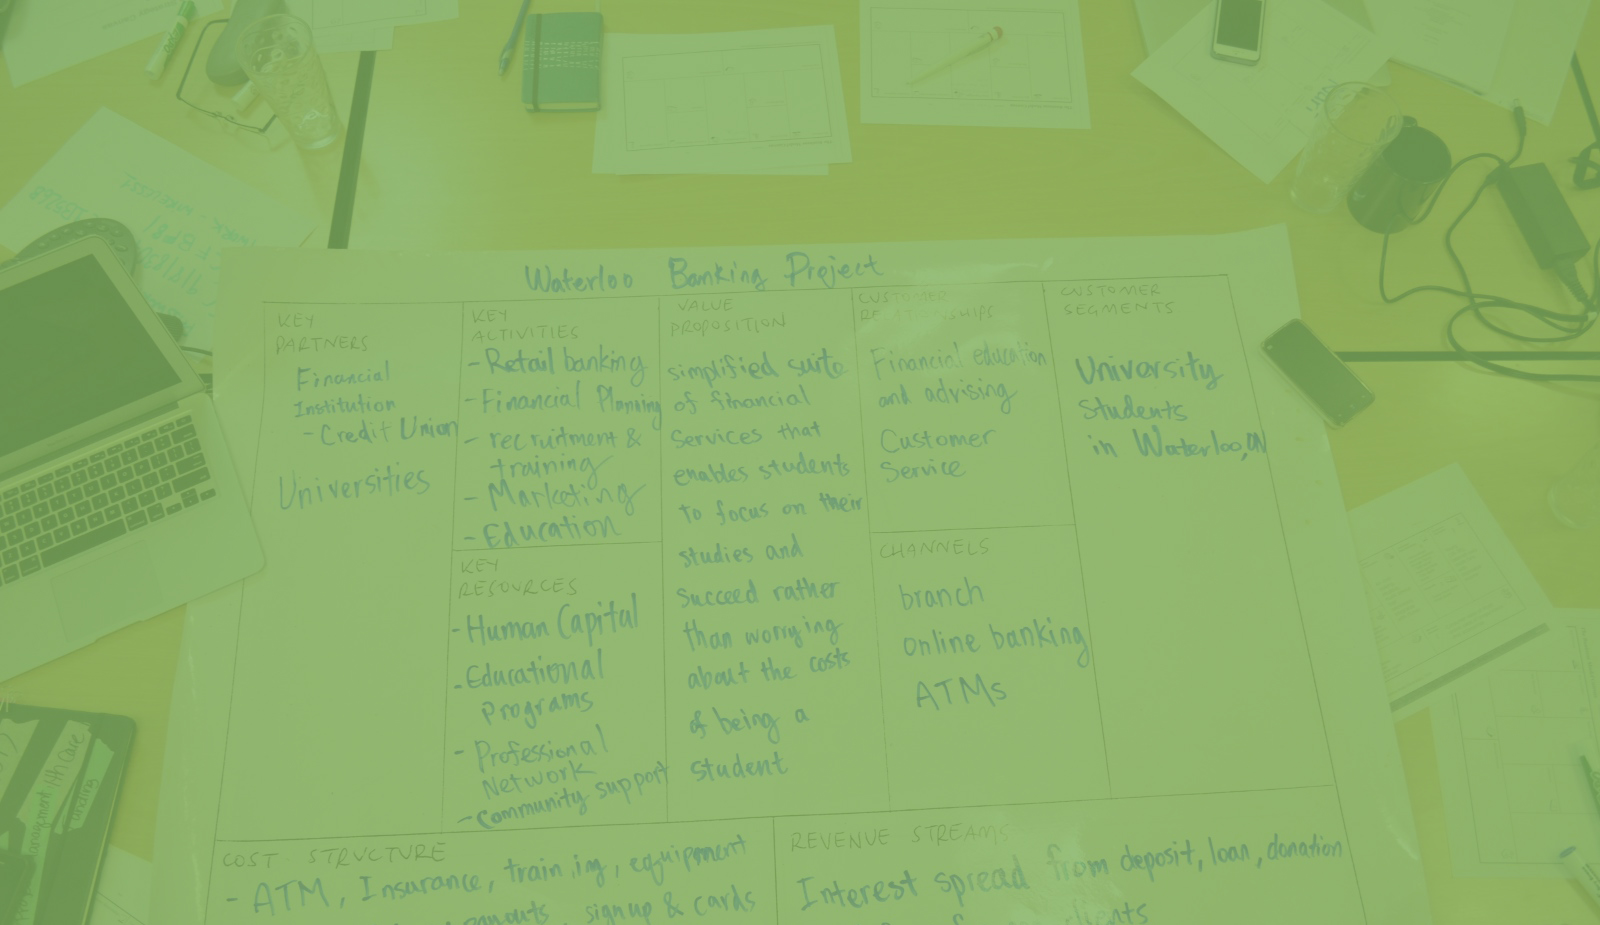 Waterloo Banking Project
KEY
PARTNERS
Financial
Institution
- Credit Union
Universities
KEY
ACTIVITIES
- Retail banking
- Financial Planning
- recruitment &
training
- Marketing
- Education
KEY
RESOURCES
- Human Capital
- Educational
programs
- Professional
Network
- Community support
VALUE
PROPOSITION
simplified suite
of financial
services that
enables students
to focus on their
studies and
succeed rather
than worrying
about the costs
of being a
student
CUSTOMER
RELATIONSHIPS
Financial education
and advising
Customer
Service
CHANNELS
branch
online banking
ATMs
CUSTOMER
SEGMENTS
University
Students
in Waterloo, ON
COST STRUCTURE
- ATM, Insurance, training, equipment
signup & cards
REVENUE STREAMS
Interest spread from deposit, loan, donation
clients